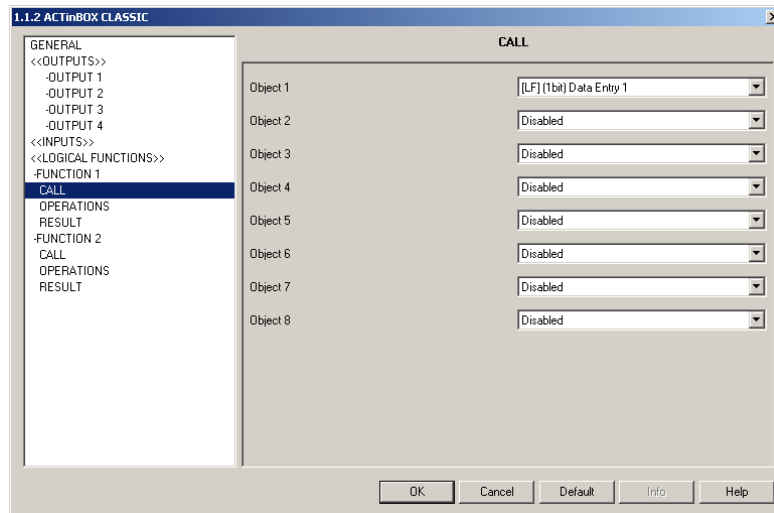 1.1.2 ACTinBOX CLASSIC
GENERAL
<<OUTPUTS>>
-OUTPUT 1
-OUTPUT 2
-OUTPUT 3
-OUTPUT 4
<<INPUTS>>
<<LOGICAL FUNCTIONS>>
-FUNCTION 1
CALL
OPERATIONS
RESULT
-FUNCTION 2
CALL
OPERATIONS
RESULT
CALL
Object 1 [LF] (1bit) Data Entry 1
Object 2 Disabled
Object 3 Disabled
Object 4 Disabled
Object 5 Disabled
Object 6 Disabled
Object 7 Disabled
Object 8 Disabled
OK Cancel Default Info Help